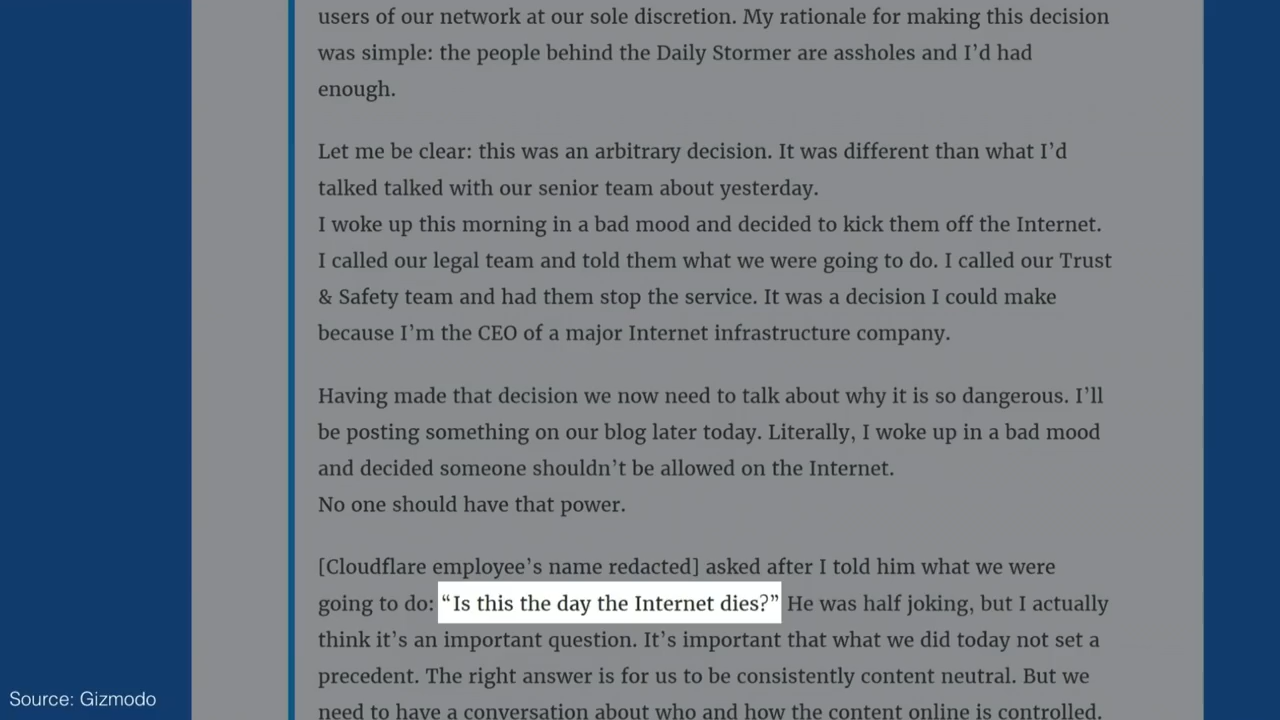 users of our network at our sole discretion. My rationale for making this decision
was simple: the people behind the Daily Stormer are assholes and I’d had
enough.
Let me be clear: this was an arbitrary decision. It was different than what I’d
talked talked with our senior team about yesterday.
I woke up this morning in a bad mood and decided to kick them off the Internet.
I called our legal team and told them what we were going to do. I called our Trust
& Safety team and had them stop the service. It was a decision I could make
because I’m the CEO of a major Internet infrastructure company.
Having made that decision we now need to talk about why it is so dangerous. I’ll
be posting something on our blog later today. Literally, I woke up in a bad mood
and decided someone shouldn’t be allowed on the Internet.
No one should have that power.
[Cloudflare employee’s name redacted] asked after I told him what we were
going to do: “Is this the day the Internet dies?” He was half joking, but I actually
think it’s an important question. It’s important that what we did today not set a
precedent. The right answer is for us to be consistently content neutral. But we
need to have a conversation about who and how the content online is controlled.
Source: Gizmodo